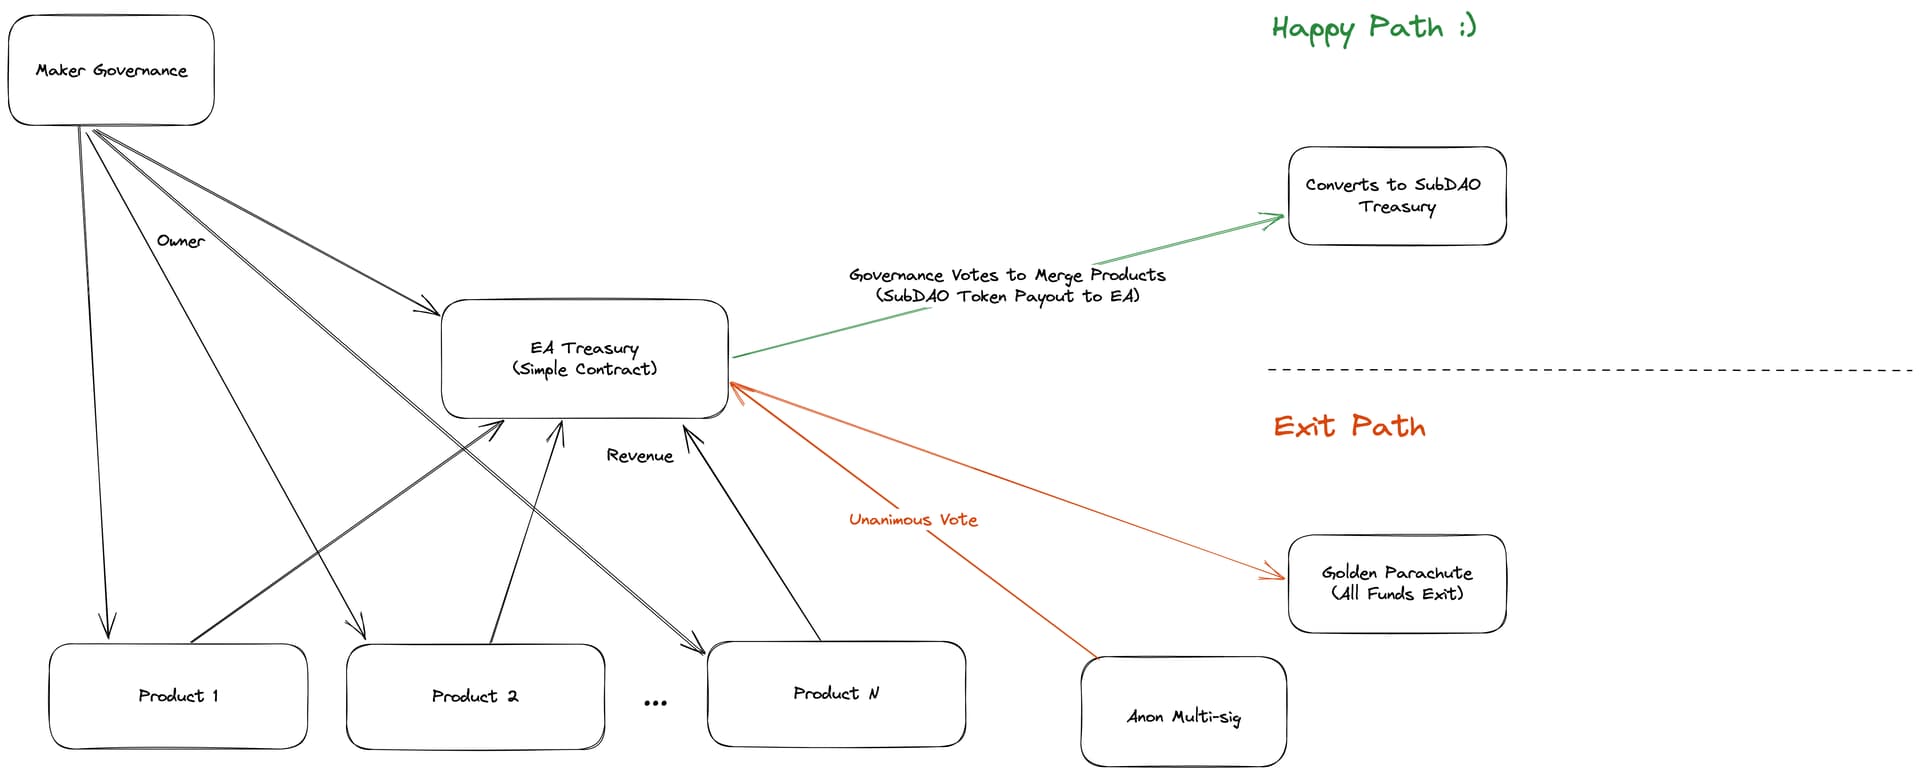 Happy Path :)
Maker Governance
Converts to SubDAO
Treasury
Owner
Governance Votes to Merge Products
(SubDAO Token Payout to EA)
EA Treasury
(Simple Contract)
Exit Path
Revenue
Unanimous Vote
Golden Parachute
(All Funds Exit)
Product 1
Product 2
...
Product N
Anon Multi-sig